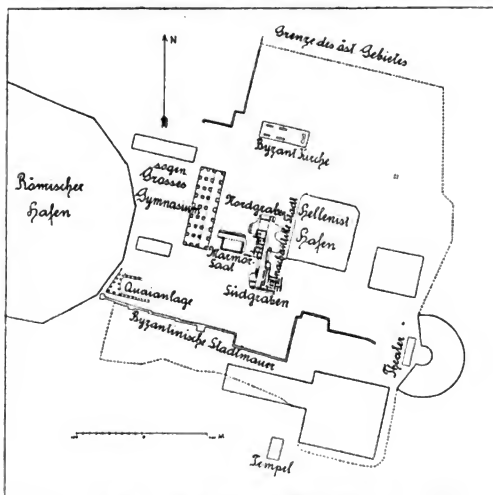 N
Grenze des öst. Gebietes
Byzant. Kirche
sogen
Grosses
Gymnasium
Römischer
Hafen
Nordgraben
Hellenist
Hafen
Marmor
Saal
Südgraben
Quaianlage
Byzantinische Stadtmauer
Theater
Tempel
M